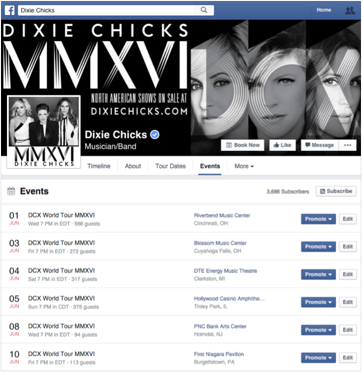 Dixie Chicks
Home
DIXIE CHICKS
MMXVI
NORTH AMERICAN SHOWS ON SALE AT
DIXIECHICKS.COM
DCX
MMXVI
DIXIE CHICKS
Dixie Chicks
Musician/Band
Book Now
Like
Message
Timeline
About
Tour Dates
Events
More
Events
3,698 Subscribers
Subscribe
01 DCX World Tour MMXVI Riverbend Music Center Promote Edit
JUN Wed 7 PM in EDT · 586 guests Cincinnati, OH
03 DCX World Tour MMXVI Blossom Music Center Promote Edit
JUN Fri 7 PM in EDT · 273 guests Cuyahoga Falls, OH
04 DCX World Tour MMXVI DTE Energy Music Theatre Promote Edit
JUN Sat 7 PM in EDT · 317 guests Clarkston, MI
05 DCX World Tour MMXVI Hollywood Casino Amphithe... Promote Edit
JUN Sun 7 PM in CDT · 375 guests Tinley Park, IL
08 DCX World Tour MMXVI PNC Bank Arts Center Promote Edit
JUN Wed 7 PM in EDT · 94 guests Holmdel, NJ
10 DCX World Tour MMXVI First Niagara Pavilion Promote Edit
JUN Fri 7 PM in EDT · 113 guests Burgettstown, PA